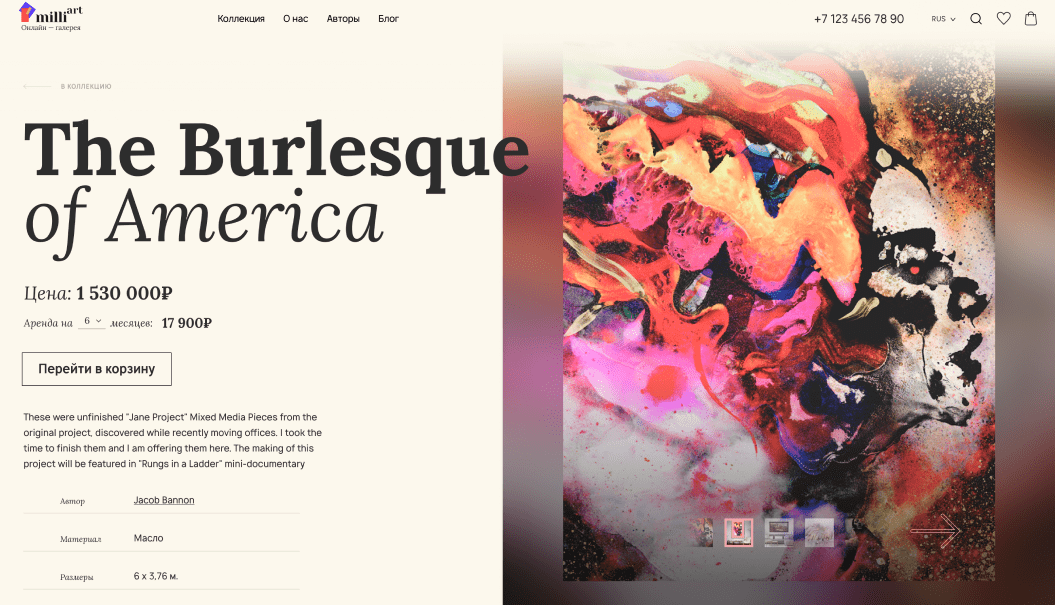 milliart
Онлайн — галерея
Коллекция О нас Авторы Блог
+7 123 456 78 90 RUS
В КОЛЛЕКЦИЮ
The Burlesque
of America
Цена: 1 530 000₽
Аренда на 6 месяцев: 17 900₽
Перейти в корзину
These were unfinished "Jane Project" Mixed Media Pieces from the
original project, discovered while recently moving offices. I took the
time to finish them and I am offering them here. The making of this
project will be featured in "Rungs in a Ladder" mini-documentary
Автор Jacob Bannon
Материал Масло
Размеры 6 x 3,76 м.